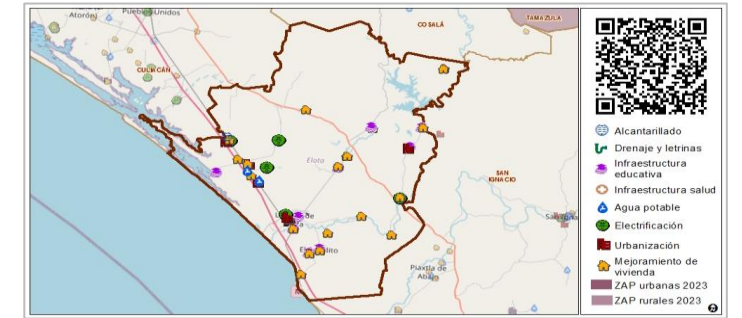 Atorón
Pueblos Unidos
COSALÁ
TAMAZULA
CULIACÁN
Elota
SAN
IGNACIO
Piaxtla de
Abajo
Alcantarillado
Drenaje y letrinas
Infraestructura
educativa
Infraestructura salud
Agua potable
Electrificación
Urbanización
Mejoramiento de
vivienda
ZAP urbanas 2023
ZAP rurales 2023